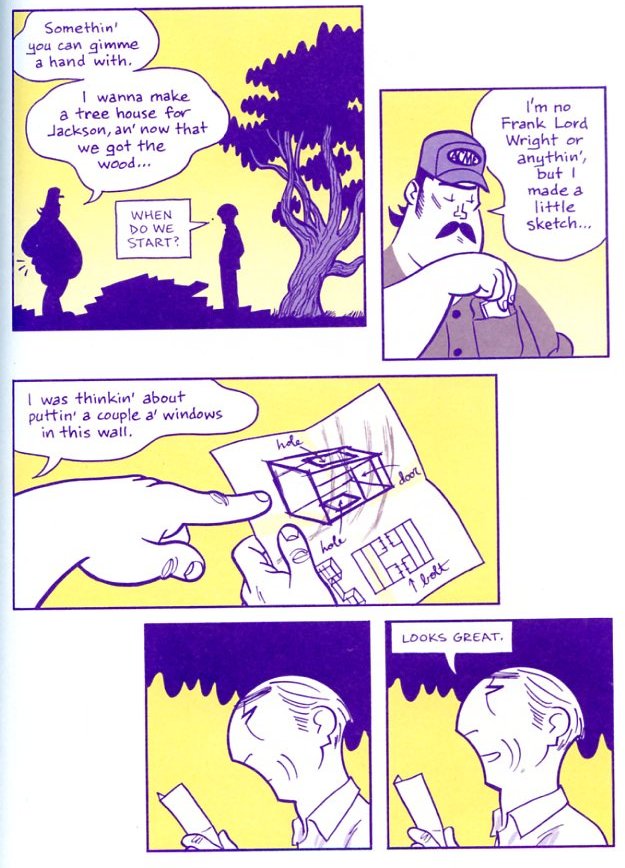 Somethin'
you can gimme
a hand with.
I wanna make
a tree house for
Jackson, an' now that
we got the
wood...
WHEN
DO WE
START?
I'm no
Frank Lord
Wright or
anythin',
but I
made a
little
sketch...
ACME
I was thinkin' about
puttin' a couple a' windows
in this wall.
hole
door
hole
bolt
LOOKS GREAT.